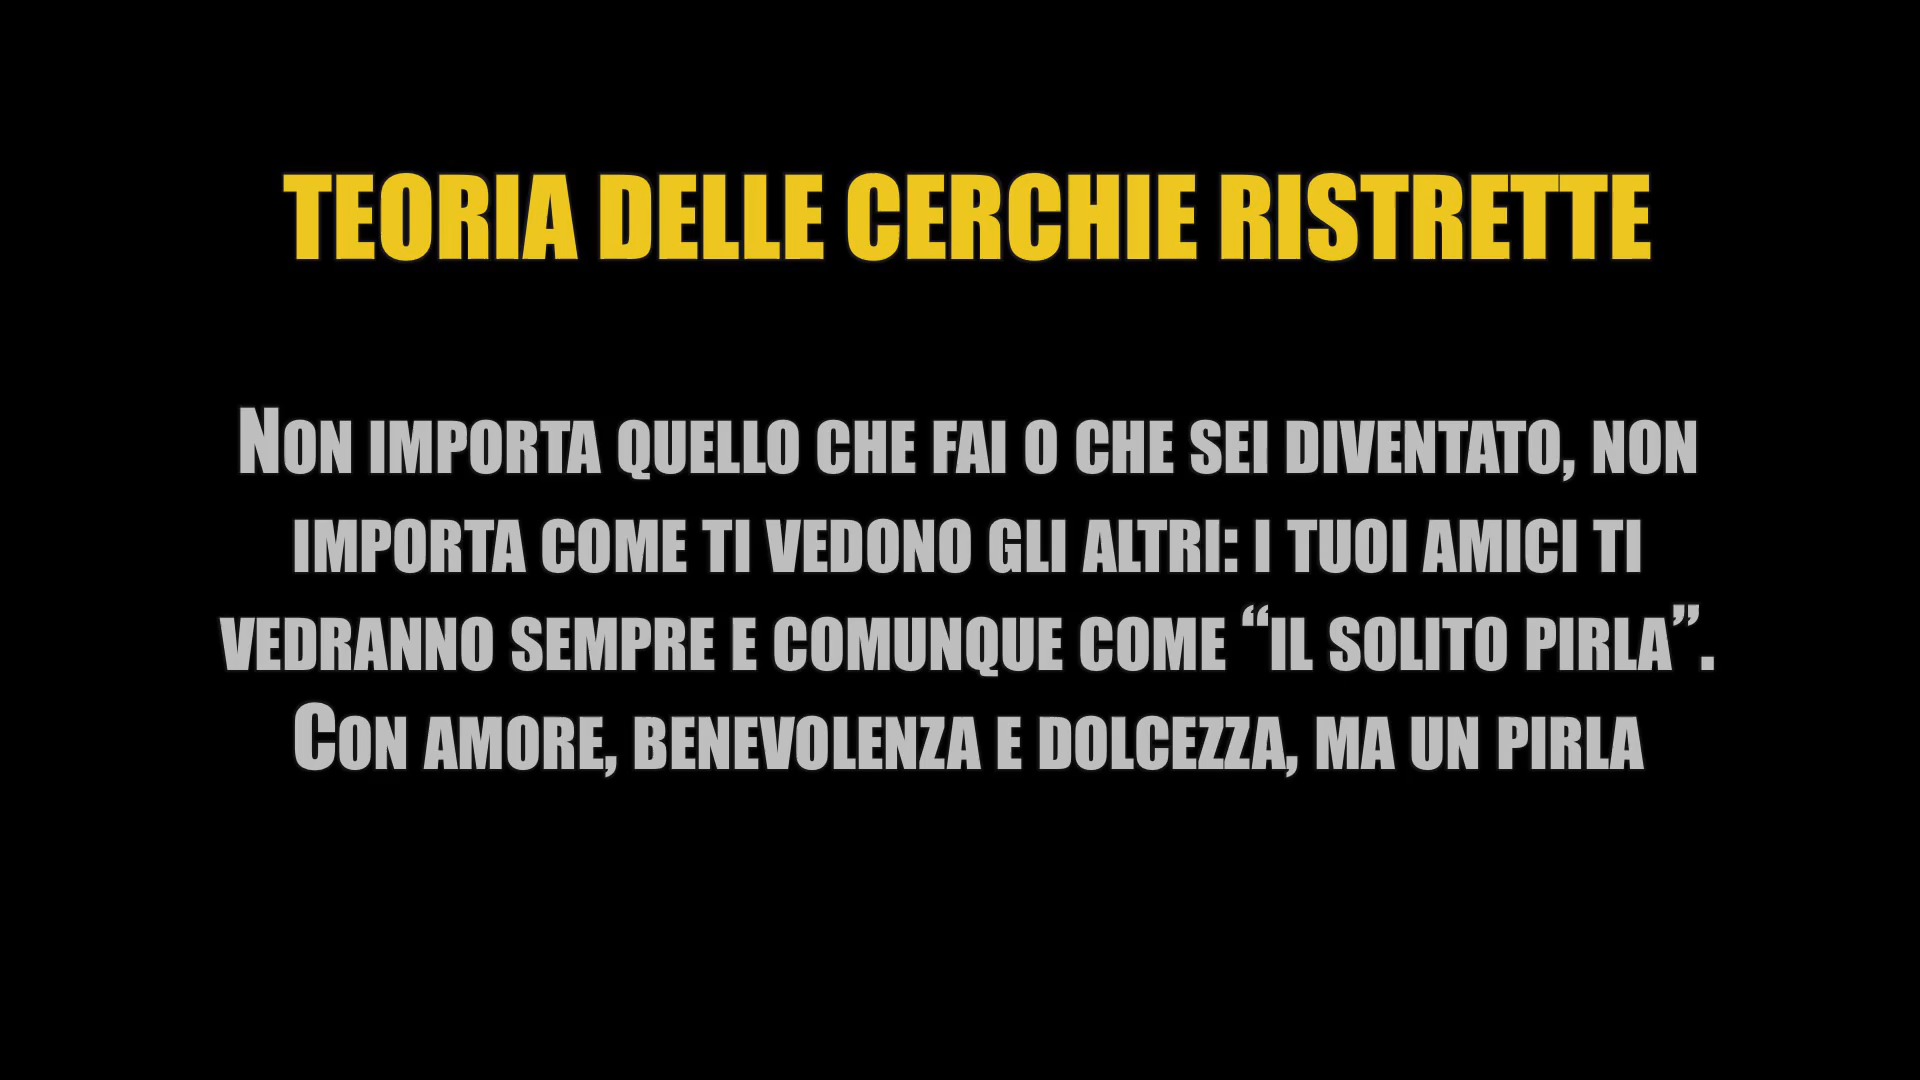 TEORIA DELLE CERCHIE RISTRETTE
NON IMPORTA QUELLO CHE FAI O CHE SEI DIVENTATO, NON
IMPORTA COME TI VEDONO GLI ALTRI: I TUOI AMICI TI
VEDRANNO SEMPRE E COMUNQUE COME “IL SOLITO PIRLA”.
CON AMORE, BENEVOLENZA E DOLCEZZA, MA UN PIRLA